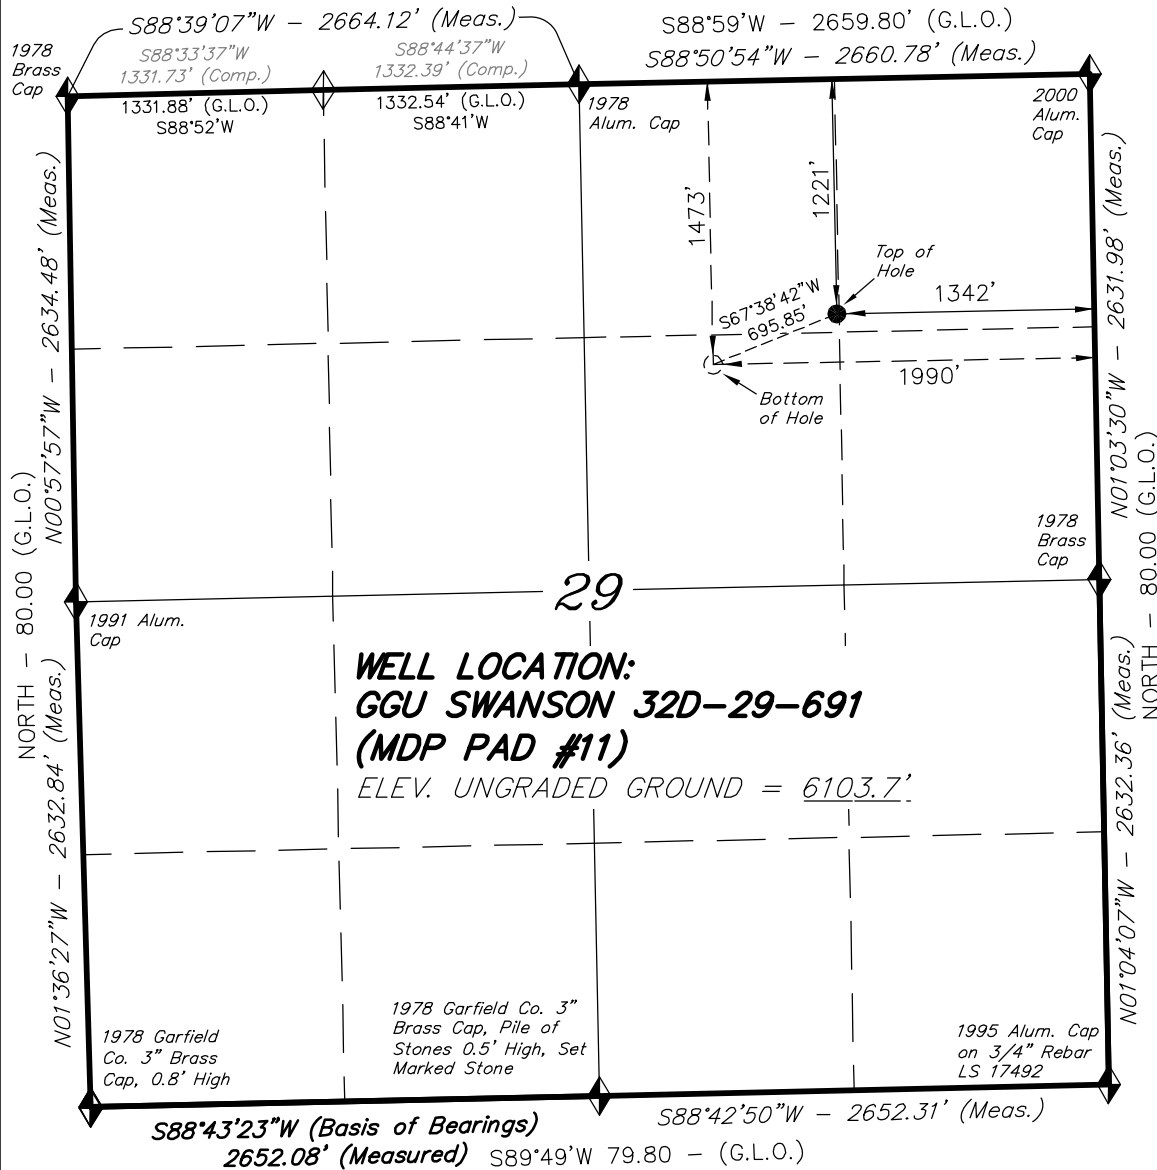 S88°39'07"W - 2664.12' (Meas.)
S88°59'W - 2659.80' (G.L.O.)
S88°50'54"W - 2660.78' (Meas.)
1978
Brass
Cap
S88°33'37"W
1331.73' (Comp.)
S88°44'37"W
1332.39' (Comp.)
1331.88' (G.L.O.)
S88°52'W
1332.54' (G.L.O.)
S88°41'W
1978
Alum. Cap
2000
Alum.
Cap
N00°57'57"W - 2634.48' (Meas.)
1473'
1221'
Top of
Hole
1342'
S67°38'42"W
695.85'
1990'
Bottom
of Hole
N01°03'30"W - 2631.98' (Meas.)
NORTH - 80.00 (G.L.O.)
NORTH - 80.00 (G.L.O.)
1978
Brass
Cap
29
1991 Alum.
Cap
WELL LOCATION:
GGU SWANSON 32D-29-691
(MDP PAD #11)
ELEV. UNGRADED GROUND = 6103.7'
N01°36'27"W - 2632.84' (Meas.)
N01°04'07"W - 2632.36' (Meas.)
1978 Garfield
Co. 3" Brass
Cap, 0.8' High
1978 Garfield Co. 3"
Brass Cap, Pile of
Stones 0.5' High, Set
Marked Stone
1995 Alum. Cap
on 3/4" Rebar
LS 17492
S88°43'23"W (Basis of Bearings)
2652.08' (Measured)
S88°42'50"W - 2652.31' (Meas.)
S89°49'W 79.80 - (G.L.O.)